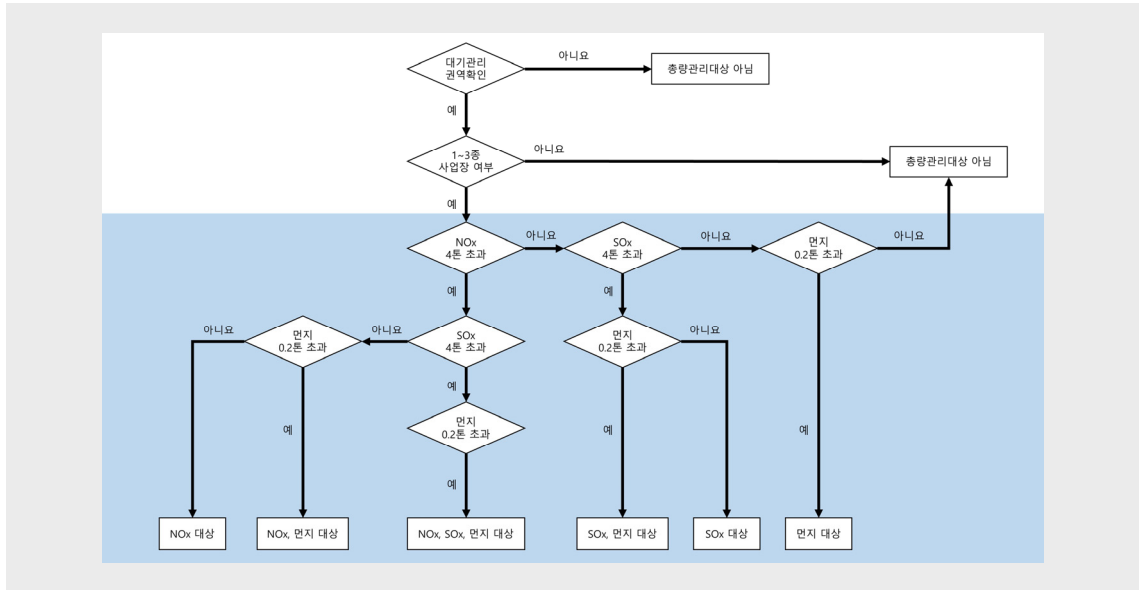 대기관리
권역확인
아니요
총량관리대상 아님
예
1~3종
사업장 여부
아니요
총량관리대상 아님
예
NOx
4톤 초과
아니요
SOx
4톤 초과
아니요
먼지
0.2톤 초과
아니요
예
예
아니요
먼지
0.2톤 초과
아니요
SOx
4톤 초과
먼지
0.2톤 초과
아니요
예
먼지
0.2톤 초과
예
예
예
예
예
NOx 대상
NOx, 먼지 대상
NOx, SOx, 먼지 대상
SOx, 먼지 대상
SOx 대상
먼지 대상